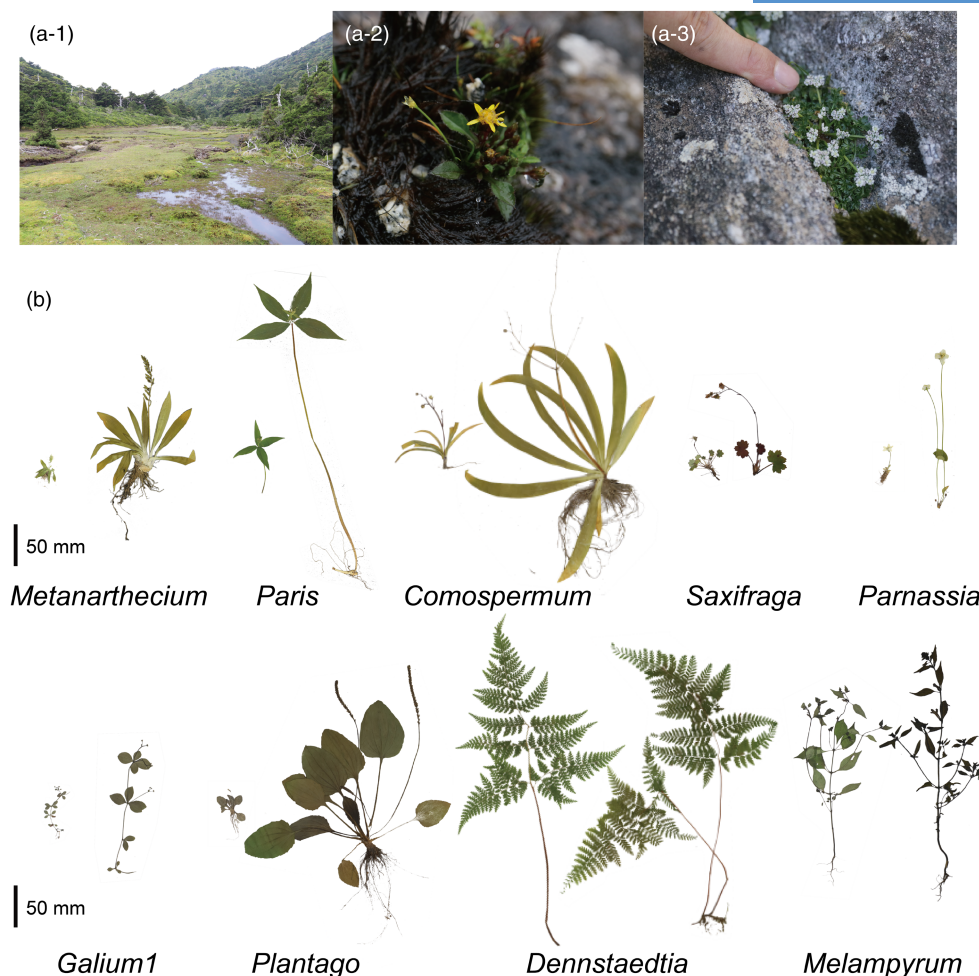 (a-1)
(a-2)
(a-3)
(b)
50 mm
Metanarthecium
Paris
Comospermum
Saxifraga
Parnassia
50 mm
Galium1
Plantago
Dennstaedtia
Melampyrum